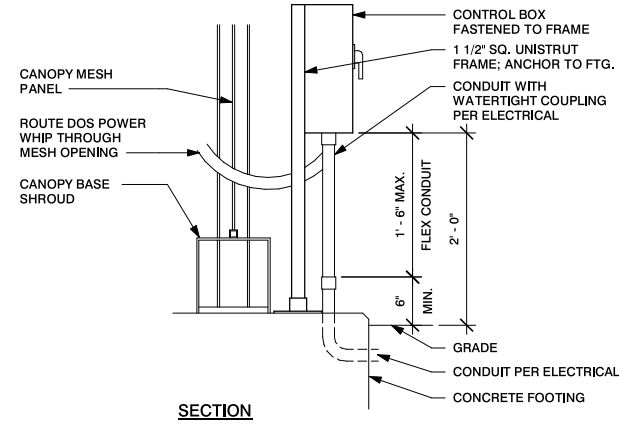 CONTROL BOX
FASTENED TO FRAME
1 1/2" SQ. UNISTRUT
FRAME; ANCHOR TO FTG.
CONDUIT WITH
WATERTIGHT COUPLING
PER ELECTRICAL
CANOPY MESH
PANEL
ROUTE DOS POWER
WHIP THROUGH
MESH OPENING
CANOPY BASE
SHROUD
1' - 6" MAX.
FLEX CONDUIT
2' - 0"
6"
MIN.
GRADE
CONDUIT PER ELECTRICAL
CONCRETE FOOTING
SECTION